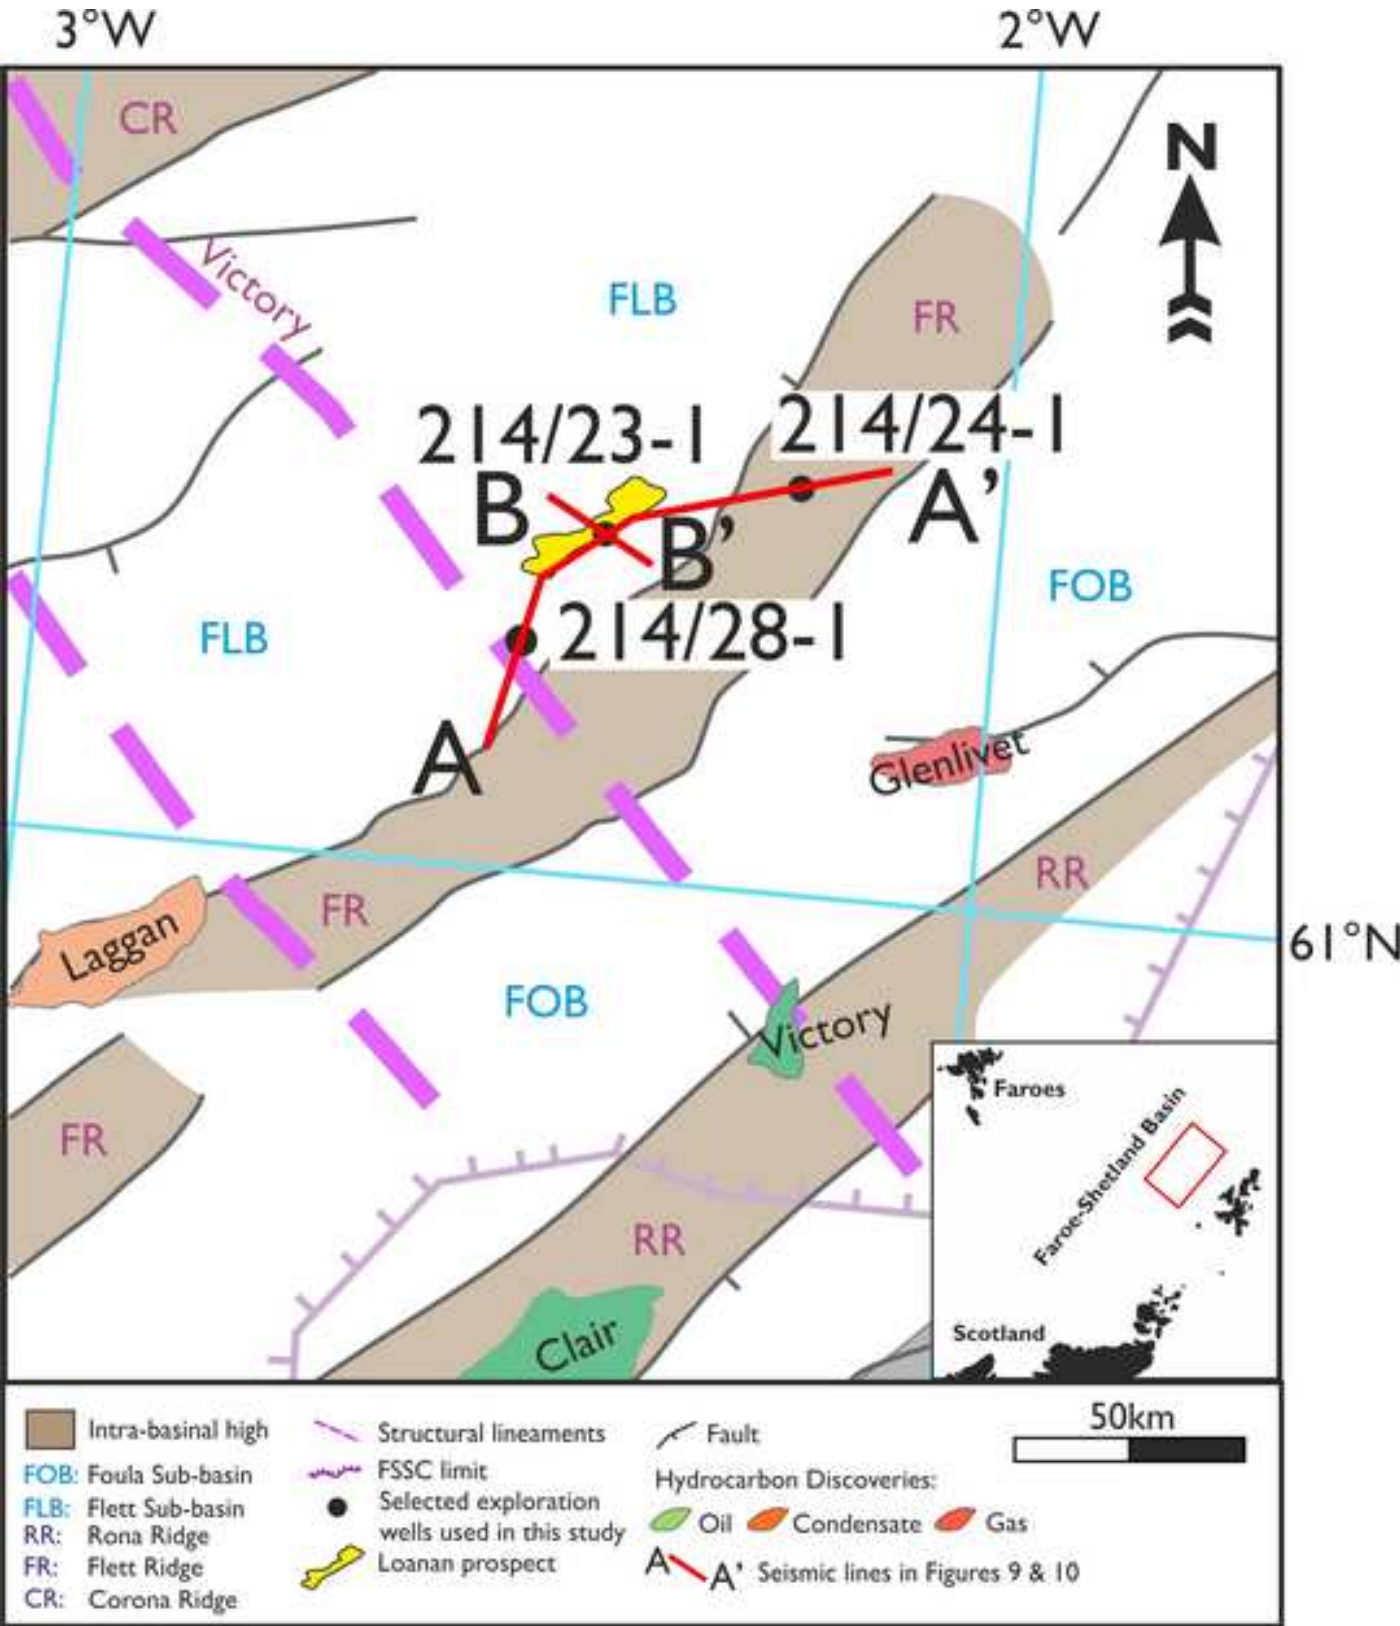 3°W
2°W
CR
N
Victory
FLB
FR
214/23-1
214/24-1
B
A'
B'
FOB
FLB
214/28-1
A
Glenlivet
RR
FR
Laggan
61°N
FOB
Victory
Faroes
FR
Faroe-Shetland Basin
RR
Scotland
Clair
50km
Intra-basinal high
FOB: Foula Sub-basin
FLB: Flett Sub-basin
RR: Rona Ridge
FR: Flett Ridge
CR: Corona Ridge
Structural lineaments
FSSC limit
Selected exploration
wells used in this study
Loanan prospect
Fault
Hydrocarbon Discoveries:
Oil Condensate Gas
A A' Seismic lines in Figures 9 & 10